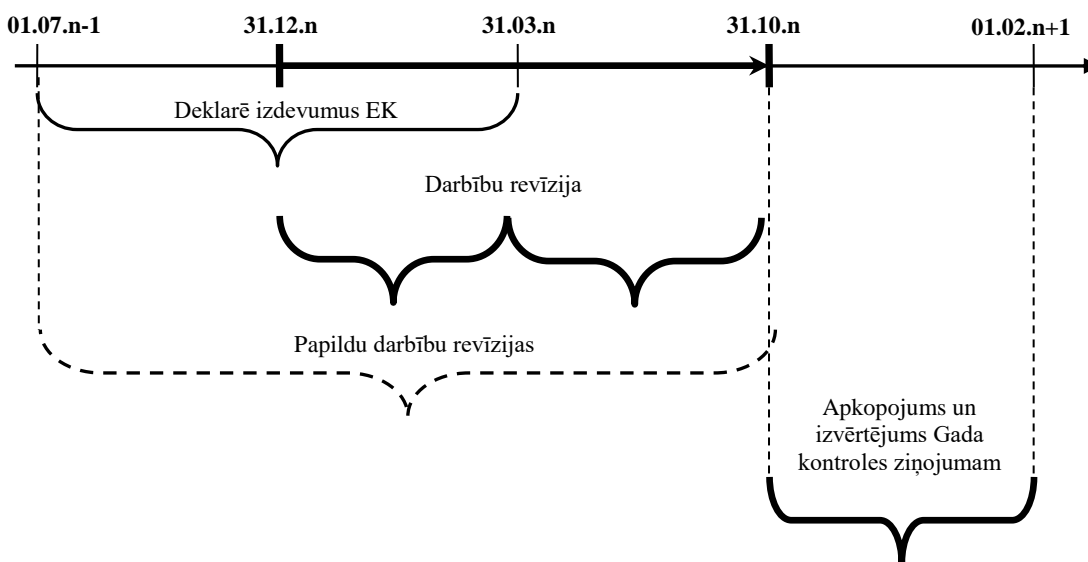 01.07.n-1 31.12.n 31.03.n 31.10.n 01.02.n+1
Deklarē izdevumus EK
Darbību revīzija
Papildu darbību revīzijas
Apkopojums un
izvērtējums Gada
kontroles ziņojumam